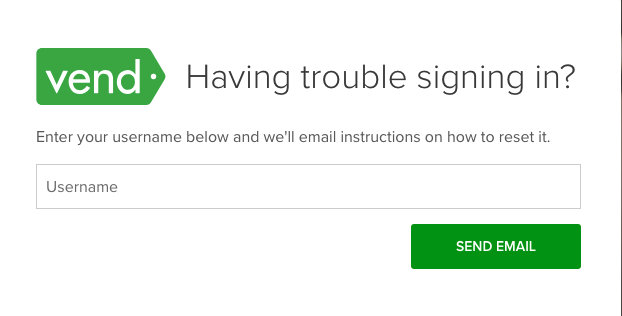 vend
Having trouble signing in?
Enter your username below and we'll email instructions on how to reset it.
Username
SEND EMAIL